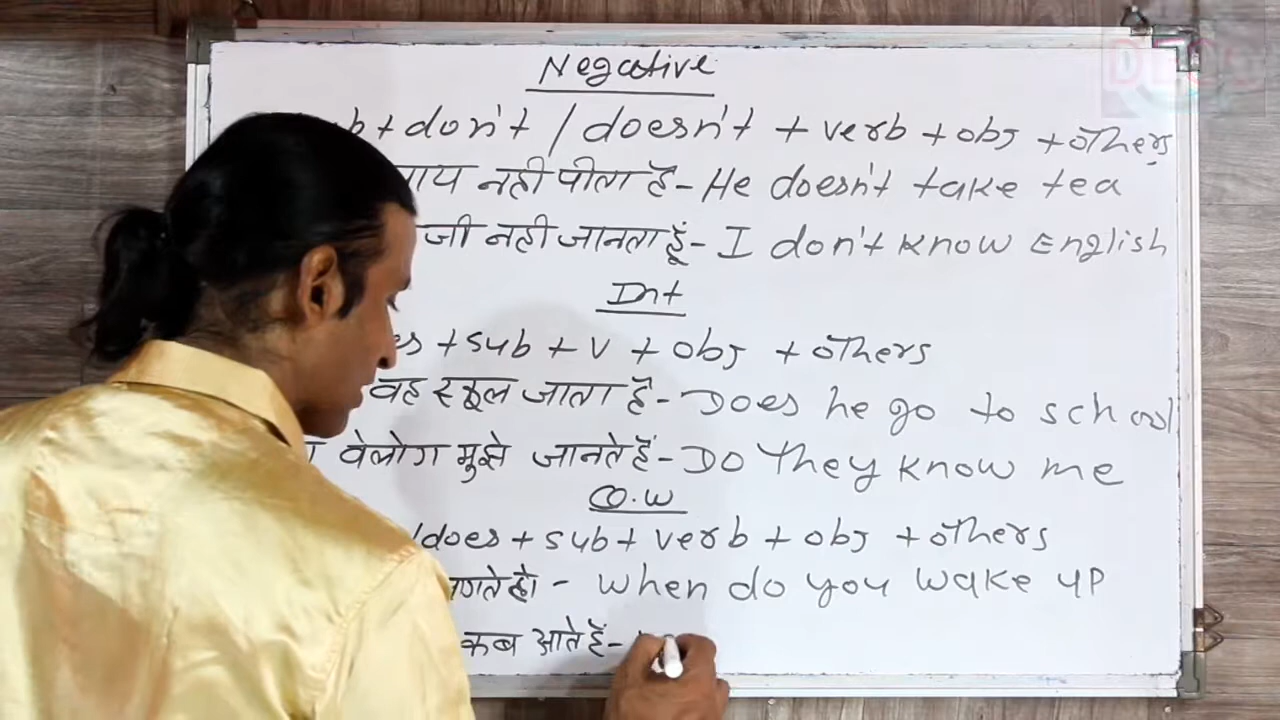 Negative
b + don't / doesn't + verb + obj + others
ाय नही पीता है - He doesn't take tea
जी नही जानता हूँ - I don't know English
Int
es + sub + v + obj + others
वह स्कूल जाता है - Does he go to school
वेलोग मुझे जानते हैं - Do they know me
Q.W
/does + sub + verb + obj + others
When do you wake up
कब आते हैं -